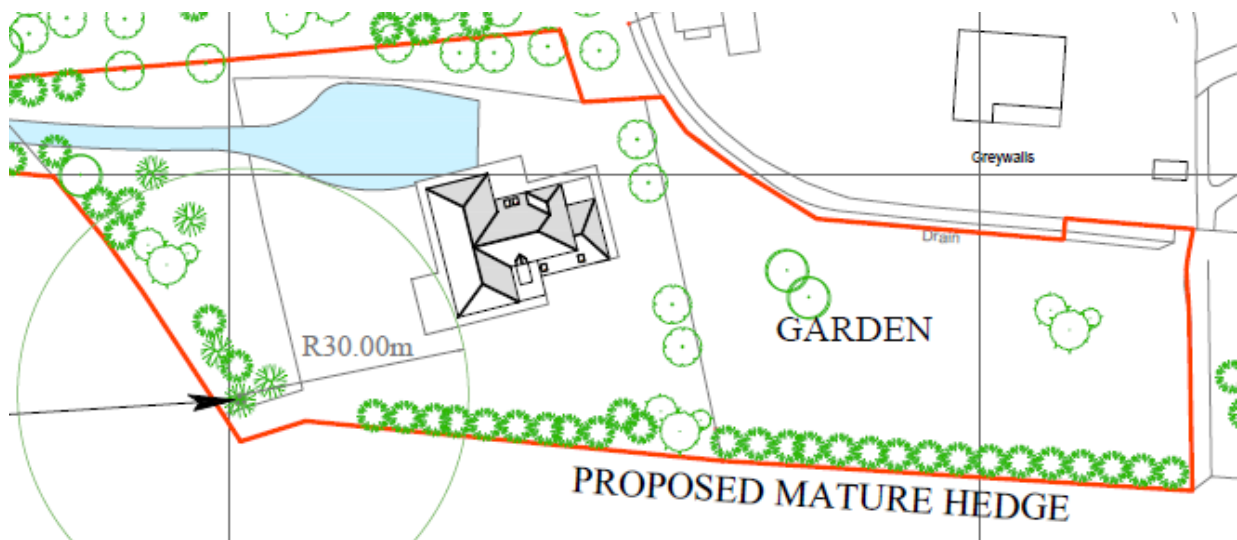 Greywalls
Drain
GARDEN
R30.00m
PROPOSED MATURE HEDGE